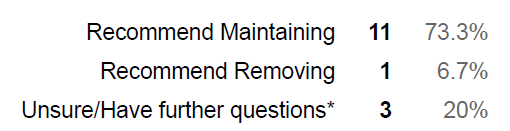 Recommend Maintaining 11 73.3%
Recommend Removing 1 6.7%
Unsure/Have further questions* 3 20%